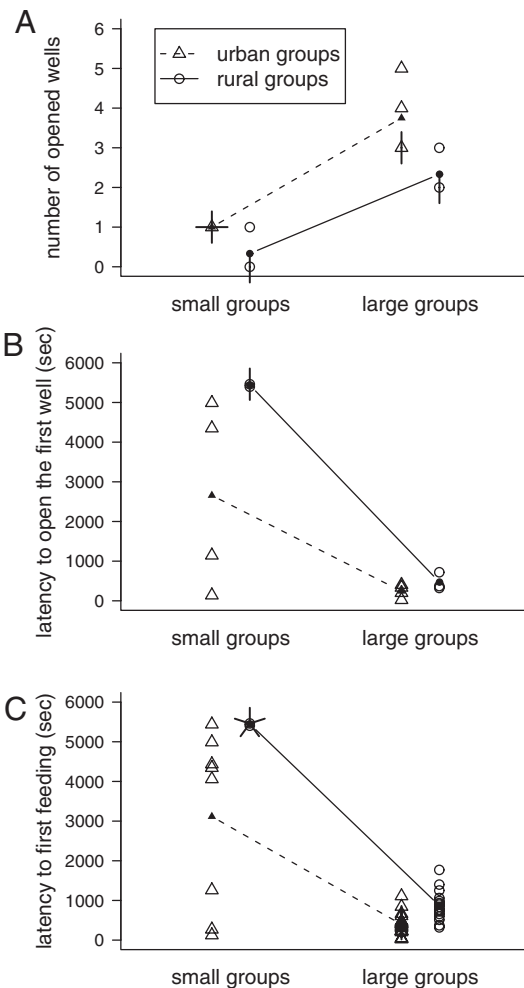 A
number of opened wells
6
5
4
3
2
1
0
urban groups
rural groups
small groups
large groups
B
latency to open the first well (sec)
6000
5000
4000
3000
2000
1000
0
small groups
large groups
C
latency to first feeding (sec)
6000
5000
4000
3000
2000
1000
0
small groups
large groups